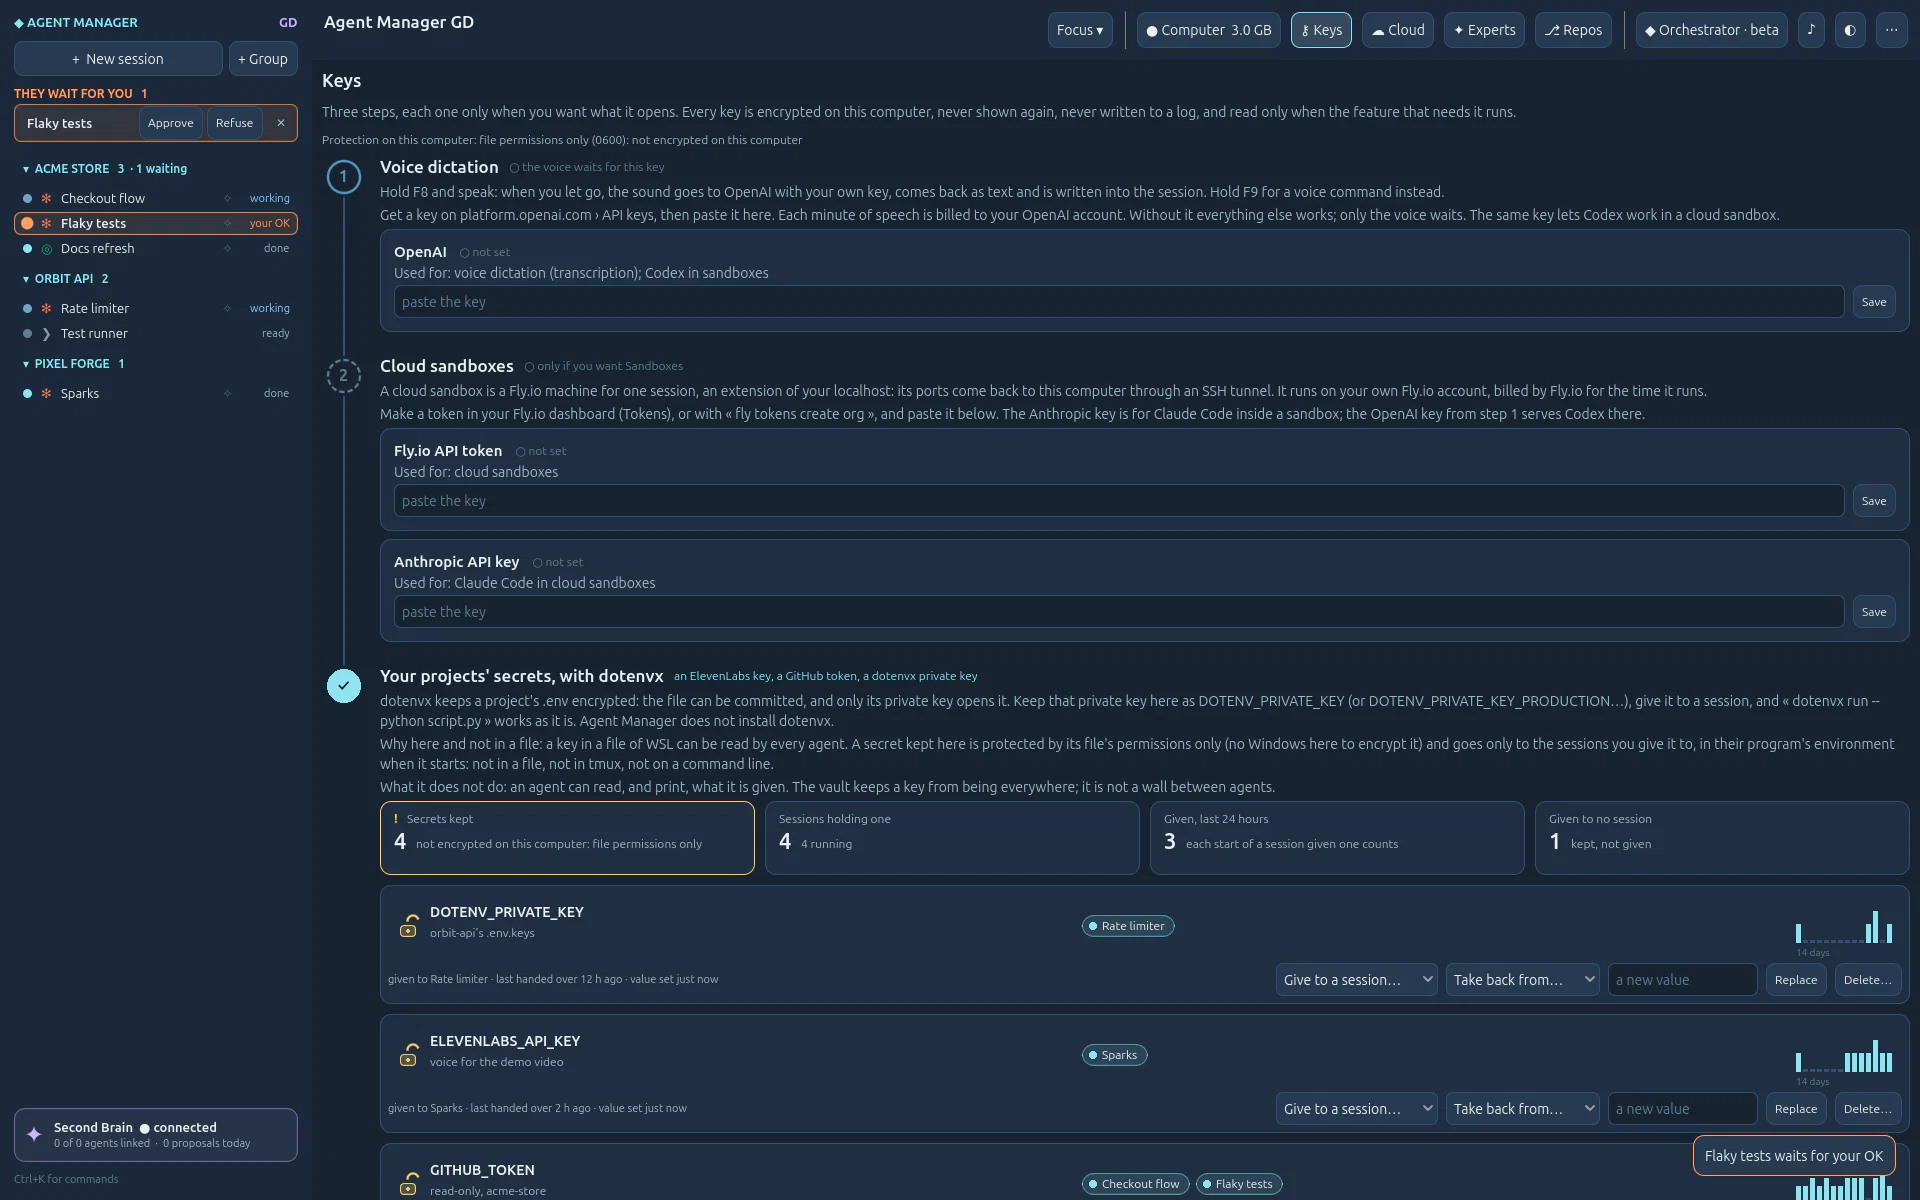 ◆ AGENT MANAGER GD
+ New session
+ Group
THEY WAIT FOR YOU 1
Flaky tests Approve Refuse ×
▾ ACME STORE 3 · 1 waiting
Checkout flow working
Flaky tests your OK
Docs refresh done
▾ ORBIT API 2
Rate limiter working
❯ Test runner ready
▾ PIXEL FORGE 1
Sparks done
Second Brain ● connected
0 of 0 agents linked · 0 proposals today
Ctrl+K for commands
Agent Manager GD
Focus ▾
● Computer 3.0 GB
Keys
☁ Cloud
✦ Experts
Repos
◆ Orchestrator · beta
♪
◐
···
Keys
Three steps, each one only when you want what it opens. Every key is encrypted on this computer, never shown again, never written to a log, and read only when the feature that needs it runs.
Protection on this computer: file permissions only (0600): not encrypted on this computer
1
Voice dictation ○ the voice waits for this key
Hold F8 and speak: when you let go, the sound goes to OpenAI with your own key, comes back as text and is written into the session. Hold F9 for a voice command instead.
Get a key on platform.openai.com › API keys, then paste it here. Each minute of speech is billed to your OpenAI account. Without it everything else works; only the voice waits. The same key lets Codex work in a cloud sandbox.
OpenAI ○ not set
Used for: voice dictation (transcription); Codex in sandboxes
paste the key Save
2
Cloud sandboxes ○ only if you want Sandboxes
A cloud sandbox is a Fly.io machine for one session, an extension of your localhost: its ports come back to this computer through an SSH tunnel. It runs on your own Fly.io account, billed by Fly.io for the time it runs.
Make a token in your Fly.io dashboard (Tokens), or with « fly tokens create org », and paste it below. The Anthropic key is for Claude Code inside a sandbox; the OpenAI key from step 1 serves Codex there.
Fly.io API token ○ not set
Used for: cloud sandboxes
paste the key Save
Anthropic API key ○ not set
Used for: Claude Code in cloud sandboxes
paste the key Save
✓
Your projects' secrets, with dotenvx an ElevenLabs key, a GitHub token, a dotenvx private key
dotenvx keeps a project's .env encrypted: the file can be committed, and only its private key opens it. Keep that private key here as DOTENV_PRIVATE_KEY (or DOTENV_PRIVATE_KEY_PRODUCTION…), give it to a session, and « dotenvx run --
python script.py » works as it is. Agent Manager does not install dotenvx.
Why here and not in a file: a key in a file of WSL can be read by every agent. A secret kept here is protected by its file's permissions only (no Windows here to encrypt it) and goes only to the sessions you give it to, in their program's environment
when it starts: not in a file, not in tmux, not on a command line.
What it does not do: an agent can read, and print, what it is given. The vault keeps a key from being everywhere; it is not a wall between agents.
! Secrets kept
4 not encrypted on this computer: file permissions only
Sessions holding one
4 4 running
Given, last 24 hours
3 each start of a session given one counts
Given to no session
1 kept, not given
DOTENV_PRIVATE_KEY
orbit-api's .env.keys
Rate limiter
14 days
given to Rate limiter · last handed over 12 h ago · value set just now
Give to a session… Take back from… a new value Replace Delete…
ELEVENLABS_API_KEY
voice for the demo video
Sparks
14 days
given to Sparks · last handed over 2 h ago · value set just now
Give to a session… Take back from… a new value Replace Delete…
GITHUB_TOKEN
read-only, acme-store
Checkout flow
Flaky tests
Flaky tests waits for your OK